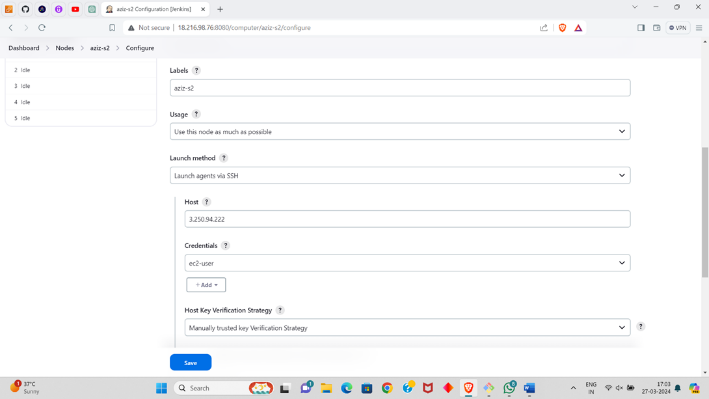 aziz-s2 Configuration [Jenkins]
Not secure | 18.216.98.76:8080/computer/aziz-s2/configure
VPN
Dashboard > Nodes > aziz-s2 > Configure
2 Idle
3 Idle
4 Idle
5 Idle
Labels ?
aziz-s2
Usage ?
Use this node as much as possible
Launch method ?
Launch agents via SSH
Host ?
3.250.94.222
Credentials ?
ec2-user
+ Add
Host Key Verification Strategy ?
Manually trusted key Verification Strategy
?
Save
37°C
Sunny
Search
ENG
IN
17:03
27-03-2024